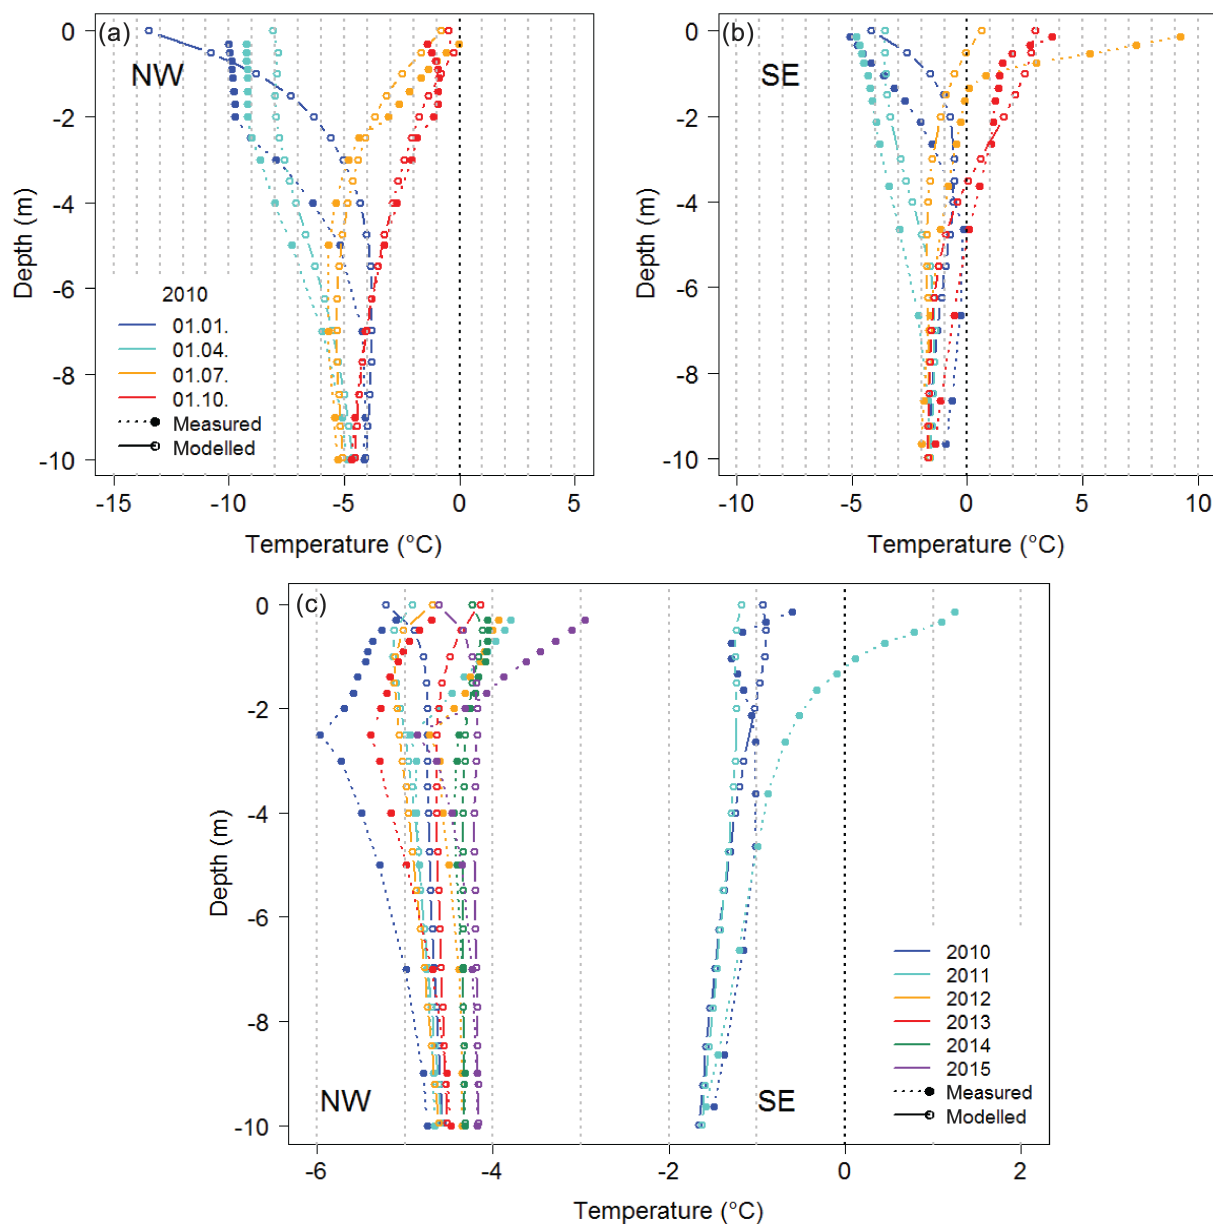 (a)
NW
0
-2
-4
-6
-8
-10
Depth (m)
2010
01.01.
01.04.
01.07.
01.10.
Measured
Modelled
-15
-10
-5
0
5
Temperature (°C)
(b)
SE
0
-2
-4
-6
-8
-10
Depth (m)
-10
-5
0
5
10
Temperature (°C)
(c)
0
-2
-4
-6
-8
-10
Depth (m)
NW
SE
2010
2011
2012
2013
2014
2015
Measured
Modelled
-6
-4
-2
0
2
Temperature (°C)